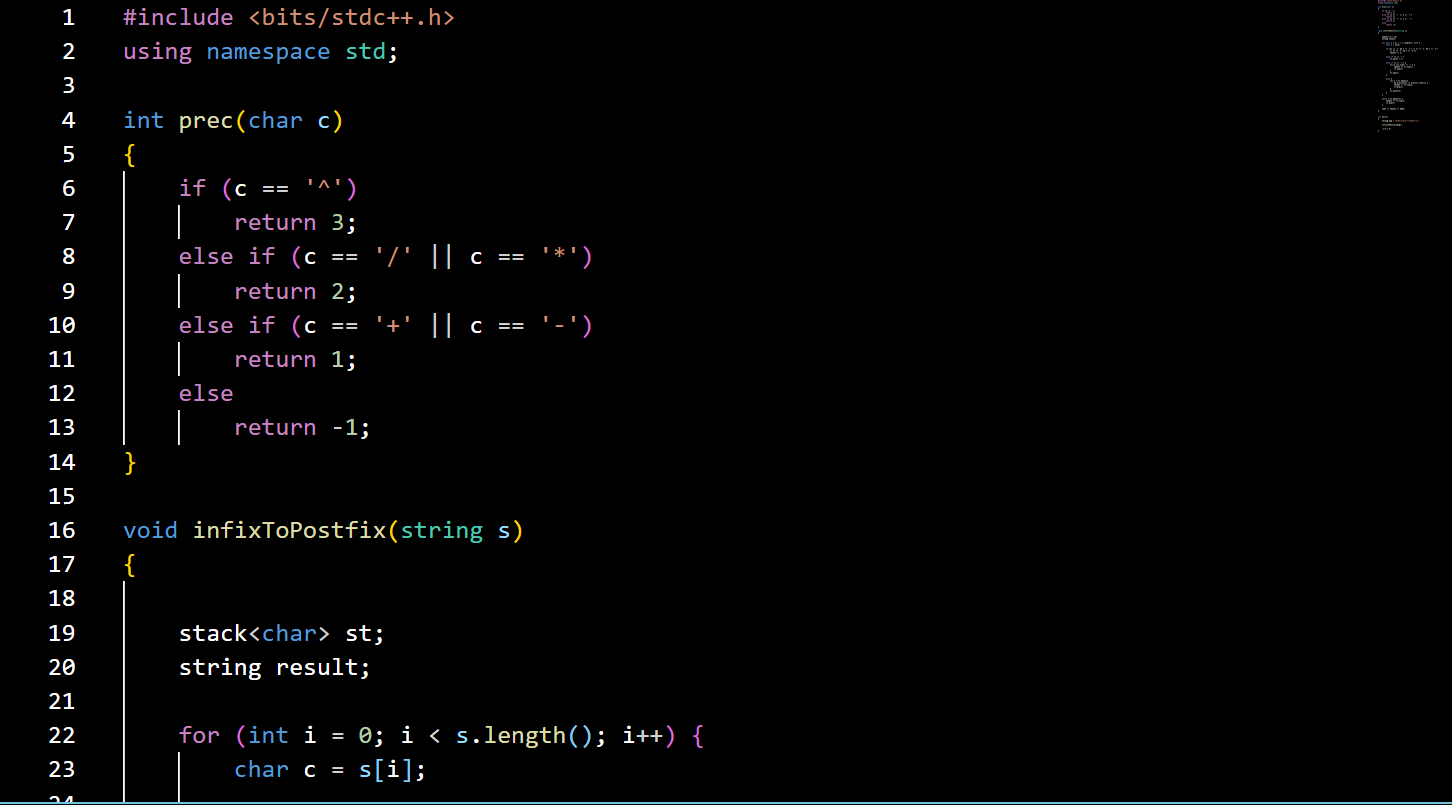 1 #include <bits/stdc++.h>
2 using namespace std;
3
4 int prec(char c)
5 {
6     if (c == '^')
7         return 3;
8     else if (c == '/' || c == '*')
9         return 2;
10     else if (c == '+' || c == '-')
11         return 1;
12     else
13         return -1;
14 }
15
16 void infixToPostfix(string s)
17 {
18
19     stack<char> st;
20     string result;
21
22     for (int i = 0; i < s.length(); i++) {
23         char c = s[i];
24